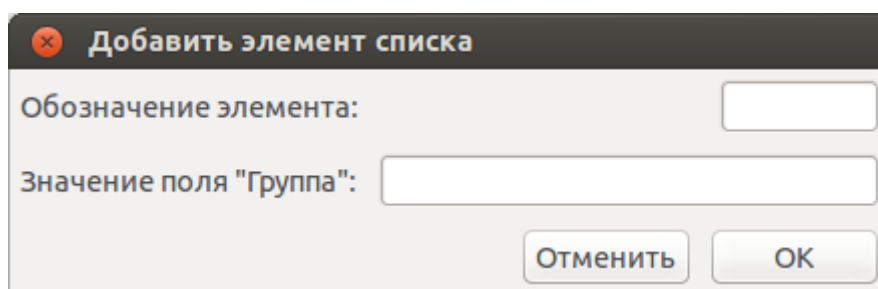 Добавить элемент списка
Обозначение элемента:
Значение поля "Группа":
Отменить OK